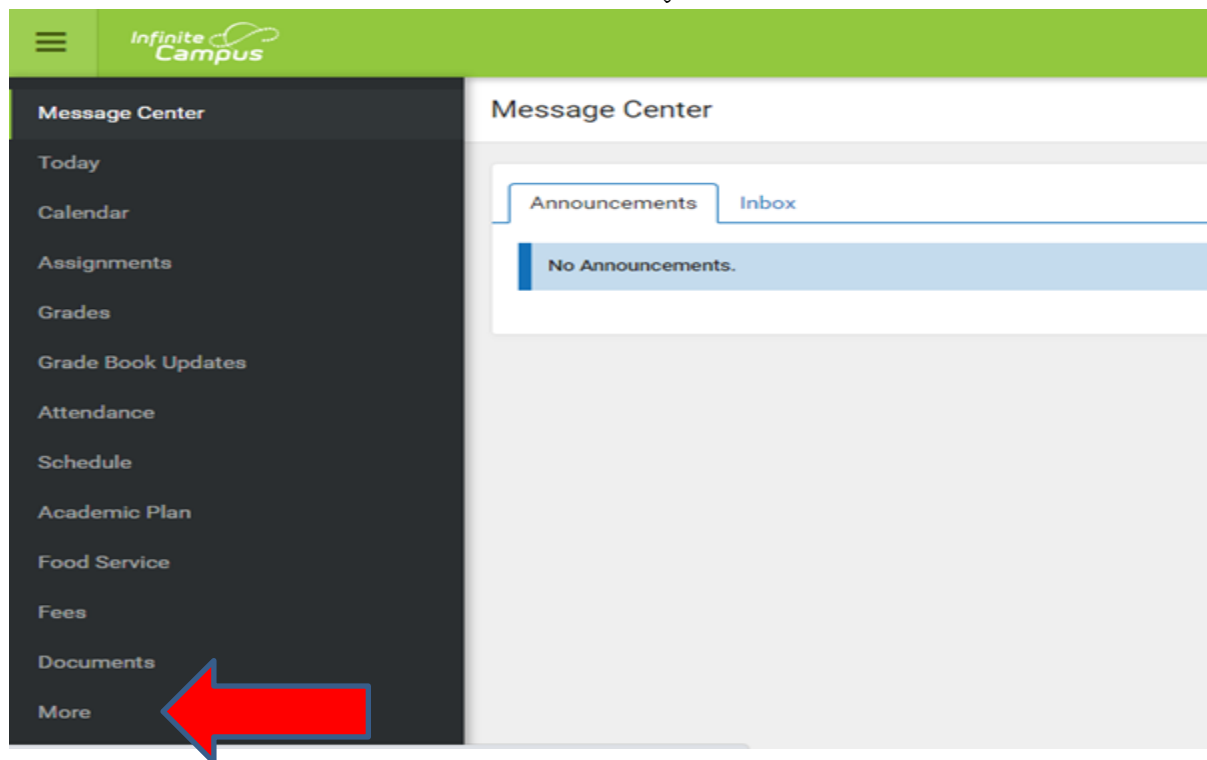 Infinite
Campus
Message Center
Today
Calendar
Assignments
Grades
Grade Book Updates
Attendance
Schedule
Academic Plan
Food Service
Fees
Documents
More
Message Center
Announcements Inbox
No Announcements.